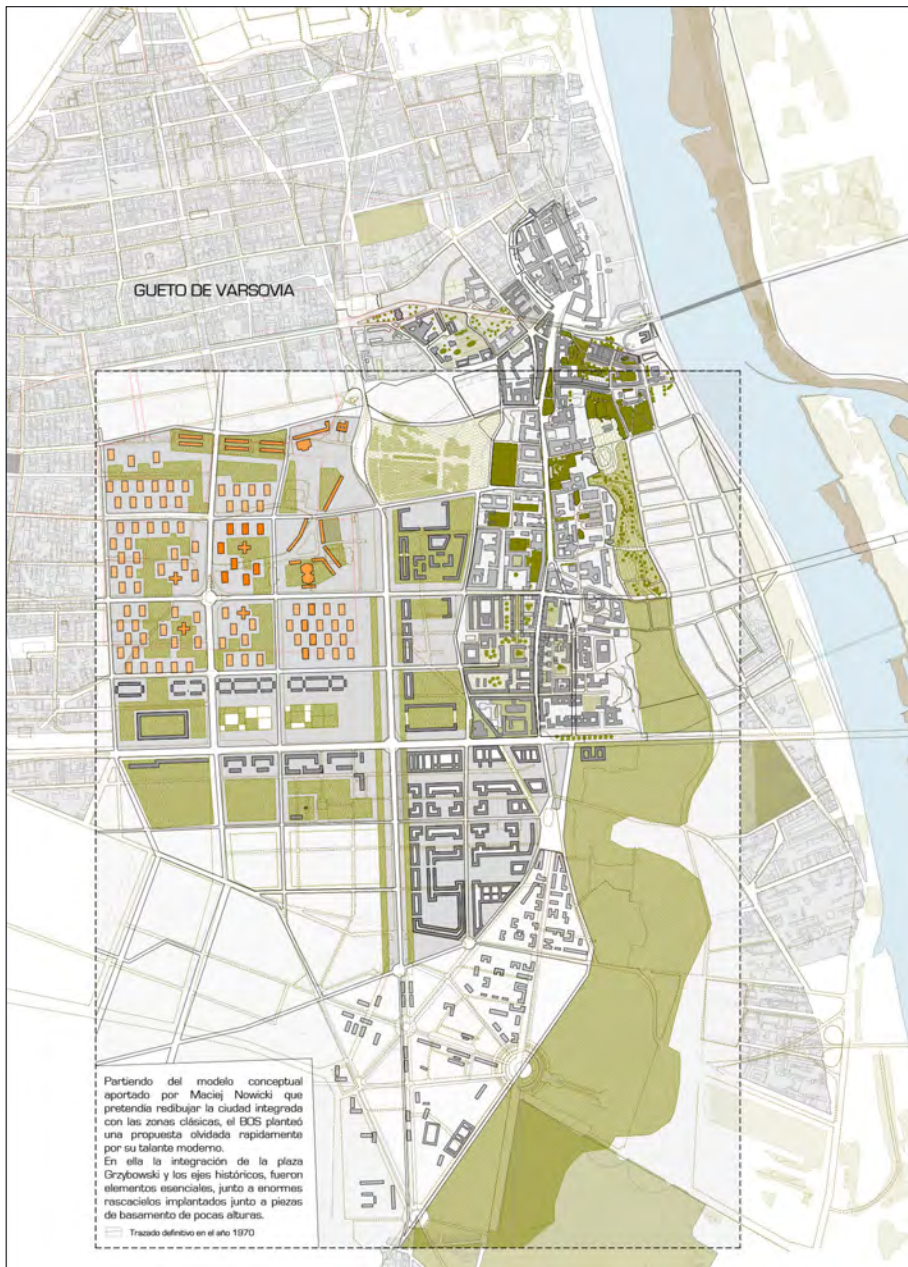 GUETO DE VARSOVIA
Partiendo del modelo conceptual
aportado por Maciej Nowicki que
pretendía redibujar la ciudad integrada
con las zonas clásicas, el BOS planteó
una propuesta olvidada rapidamente
por su talante moderno.
En ella la integración de la plaza
Grzybowski y los ejes históricos, fueron
elementos esenciales, junto a enormes
rascacielos implantados junto a piezas
de basamento de pocas alturas.
Trazado definitivo en el año 1970